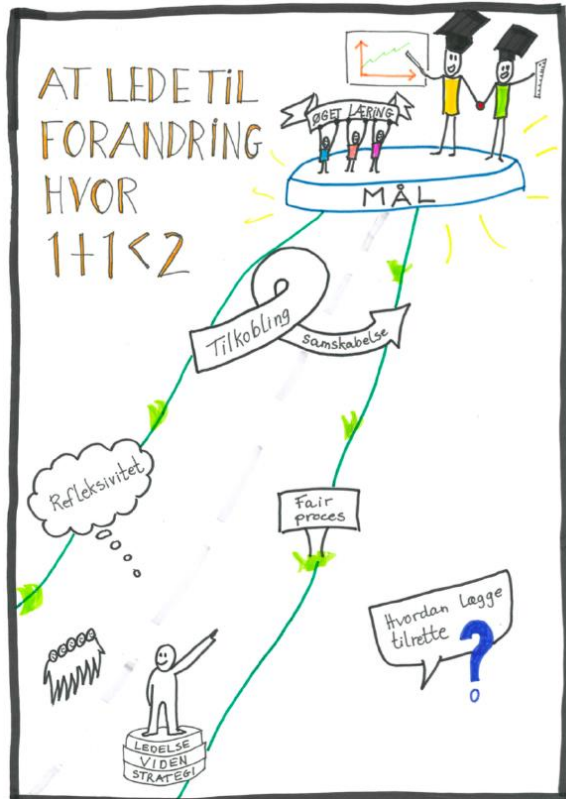 AT LEDE TIL
FORANDRING
HVOR
1+1<2
ØGET LÆRING
MÅL
Tilkobling
Samskabelse
Refleksivitet
Fair
proces
Hvordan lægge
tilrette
?
LEDELSE
VIDEN
STRATEGI